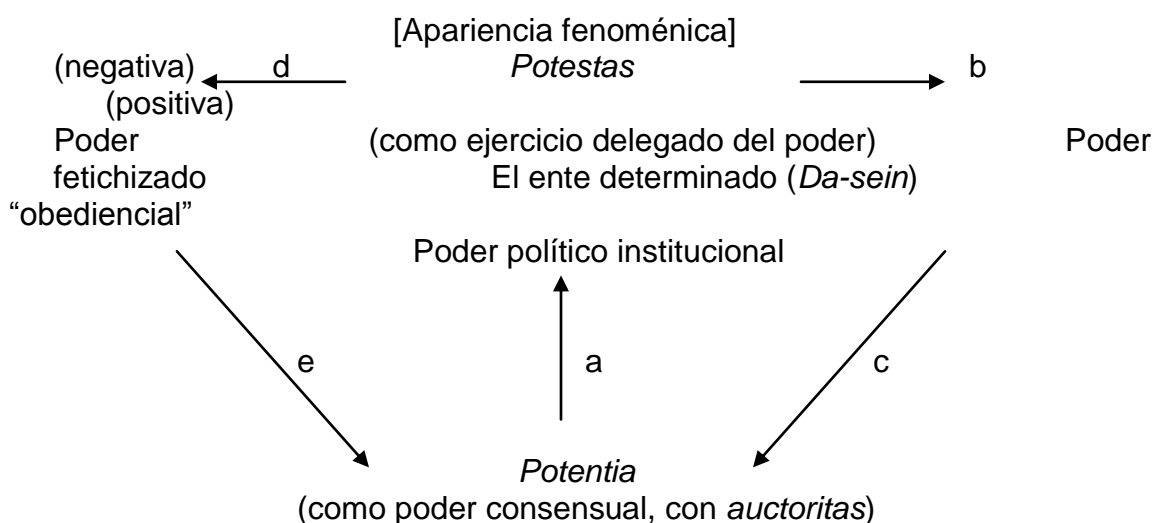 [Apariencia fenoménica]
(negativa) d Potestas b
(positiva)
Poder (como ejercicio delegado del poder) Poder
fetichizado El ente determinado (Da-sein)
“obediencial”
Poder político institucional
e a c
Potentia
(como poder consensual, con auctoritas)